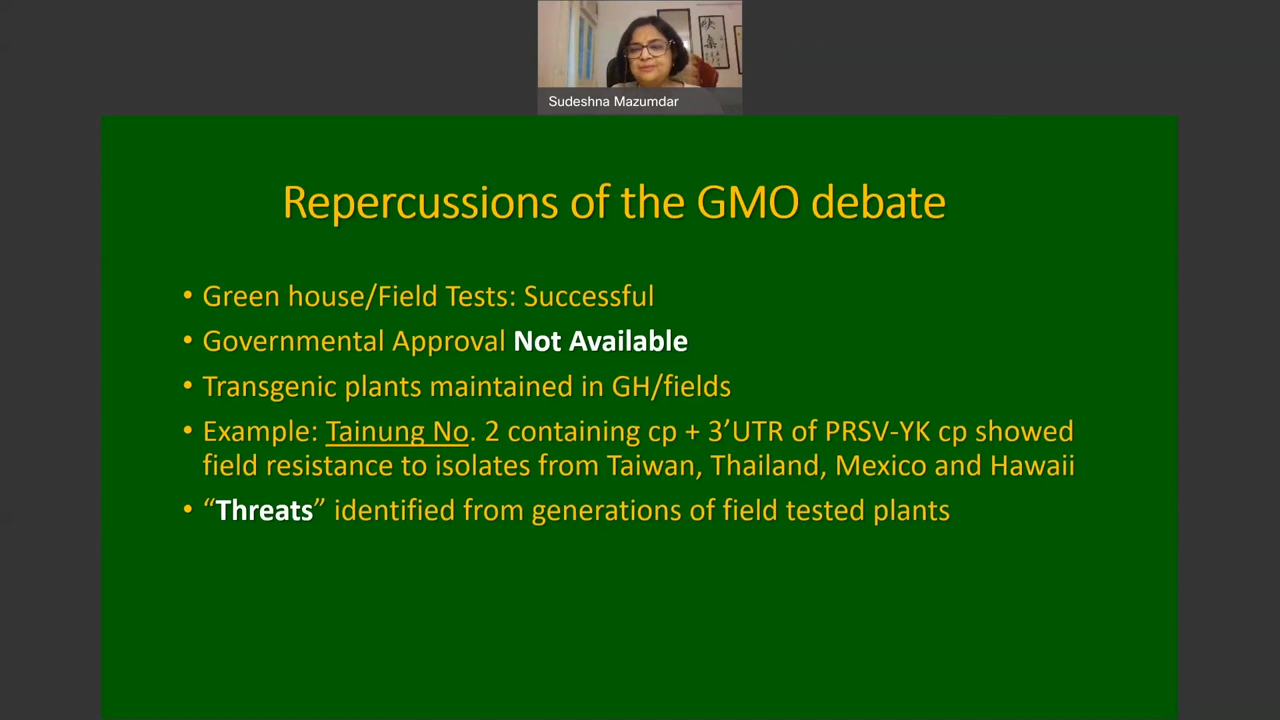 映
集
Sudeshna Mazumdar
Repercussions of the GMO debate
• Green house/Field Tests: Successful
• Governmental Approval Not Available
• Transgenic plants maintained in GH/fields
• Example: Tainung No. 2 containing cp + 3’UTR of PRSV-YK cp showed
field resistance to isolates from Taiwan, Thailand, Mexico and Hawaii
• “Threats” identified from generations of field tested plants